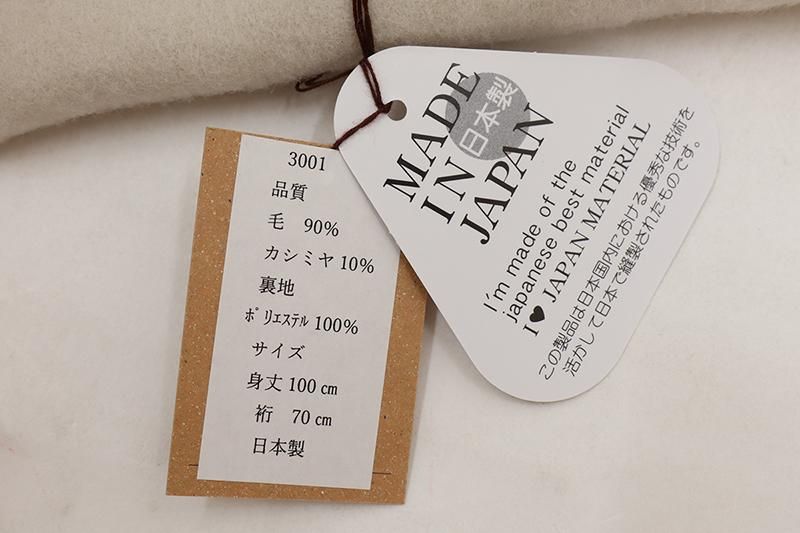 3001
品質
毛 90%
カシミヤ 10%
裏地
ポリエステル 100%
サイズ
身丈 100 cm
裄 70 cm
日本製
MADE
IN
JAPAN
日本製
I'm made of the
japanese best material
I♥JAPAN MATERIAL
この製品は日本国内における優秀な技術を
活かして日本で縫製されたものです。